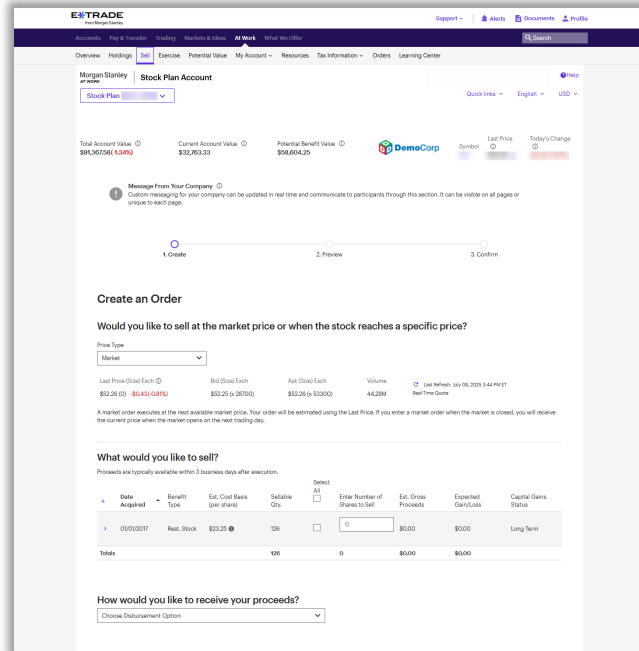 E*TRADE
from Morgan Stanley
Support
Alerts
Documents
Profile
Accounts Pay & Transfer Trading Markets & Ideas At Work What We Offer
Search
Overview Holdings Sell Exercise Potential Value My Account Resources Tax Information Orders Learning Center
Morgan Stanley
AT WORK
Stock Plan Account
Help
Stock Plan
Quick links English USD
Total Account Value Current Account Value Potential Benefit Value
$91,367.58(-1.34%) $32,763.33 $58,604.25
DemoCorp
Symbol Last Price Today's Change
Message From Your Company
Custom messaging for your company can be updated in real time and communicate to participants through this section. It can be visible on all pages or
unique to each page.
1. Create 2. Preview 3. Confirm
Create an Order
Would you like to sell at the market price or when the stock reaches a specific price?
Price Type
Market
Last Price (Size) Exch Bid (Size) Exch Ask (Size) Exch Volume
Last Refresh: July 08, 2025 3:44 PM ET
$52.26 (0) -$0.43(-0.81%) $52.25 (x 28700) $52.26 (x 53300) 44.28M Real-Time Quote
A market order executes at the next available market price. Your order will be estimated using the Last Price. If you enter a market order when the market is closed, you will receive
the current price when the market opens on the next trading day.
What would you like to sell?
Proceeds are typically available within 3 business days after execution.
+ Date Acquired Benefit Type Est. Cost Basis (per share) Sellable Qty. Select All Enter Number of Shares to Sell Est. Gross Proceeds Expected Gain/Loss Capital Gains Status
> 01/01/2017 Rest. Stock $23.25 126 0 $0.00 $0.00 Long Term
Totals 126 0 $0.00 $0.00
How would you like to receive your proceeds?
Choose Disbursement Option